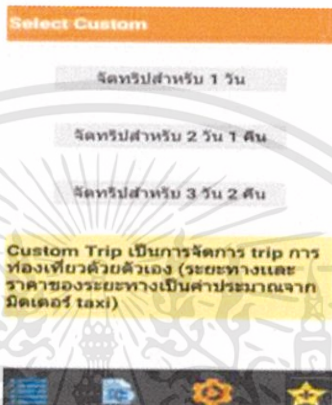 Select Custom
จัดทริปสำหรับ 1 วัน
จัดทริปสำหรับ 2 วัน 1 คืน
จัดทริปสำหรับ 3 วัน 2 คืน
Custom Trip เป็นการจัดการ trip การ
ท่องเที่ยวด้วยตัวเอง (ระยะทางและ
ราคาของระยะทางเป็นค่าประมาณจาก
มิตเตอร์ taxi)